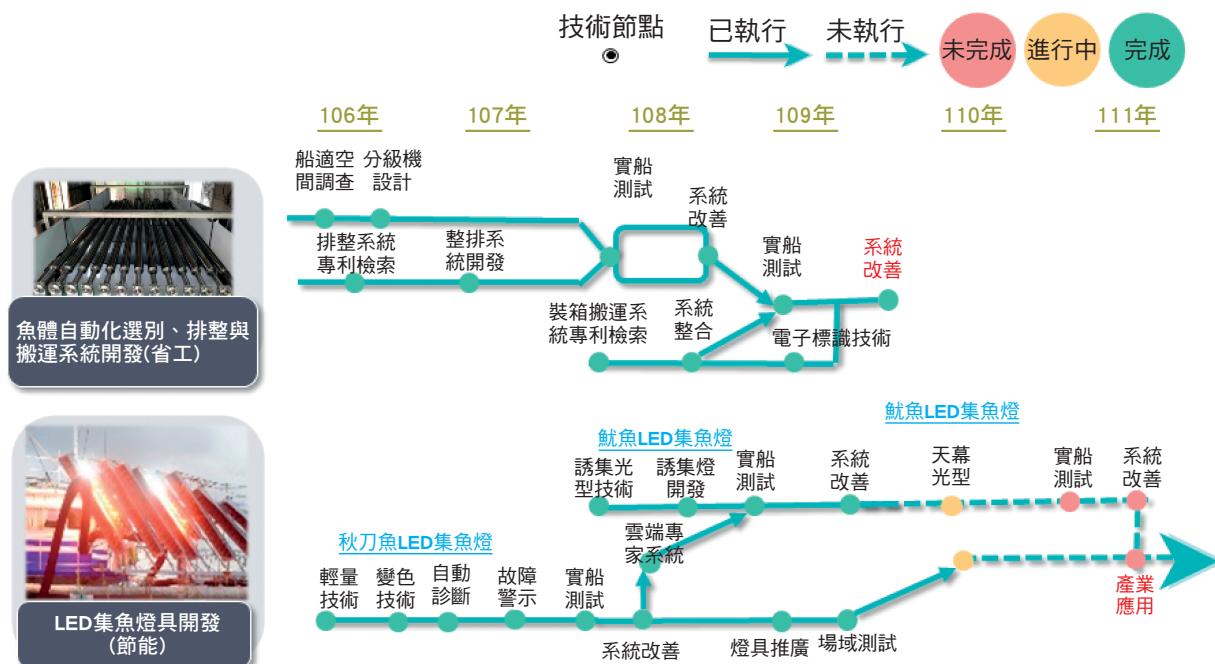 技術節點
已執行
未執行
未完成
進行中
完成
106年
107年
108年
109年
110年
111年
船適空
間調查
分級機
設計
實船
測試
系統
改善
排整系統
專利檢索
整排系
統開發
實船
測試
系統
改善
裝箱搬運系
統專利檢索
系統
整合
電子標識技術
魚體自動化選別、排整與
搬運系統開發(省工)
魷魚LED集魚燈
魷魚LED集魚燈
誘集光
型技術
誘集燈
開發
實船
測試
系統
改善
天幕
光型
實船
測試
系統
改善
雲端專
家系統
秋刀魚LED集魚燈
輕量
技術
變色
技術
自動
診斷
故障
警示
實船
測試
系統改善
燈具推廣
場域測試
產業
應用
LED集魚燈具開發
(節能)